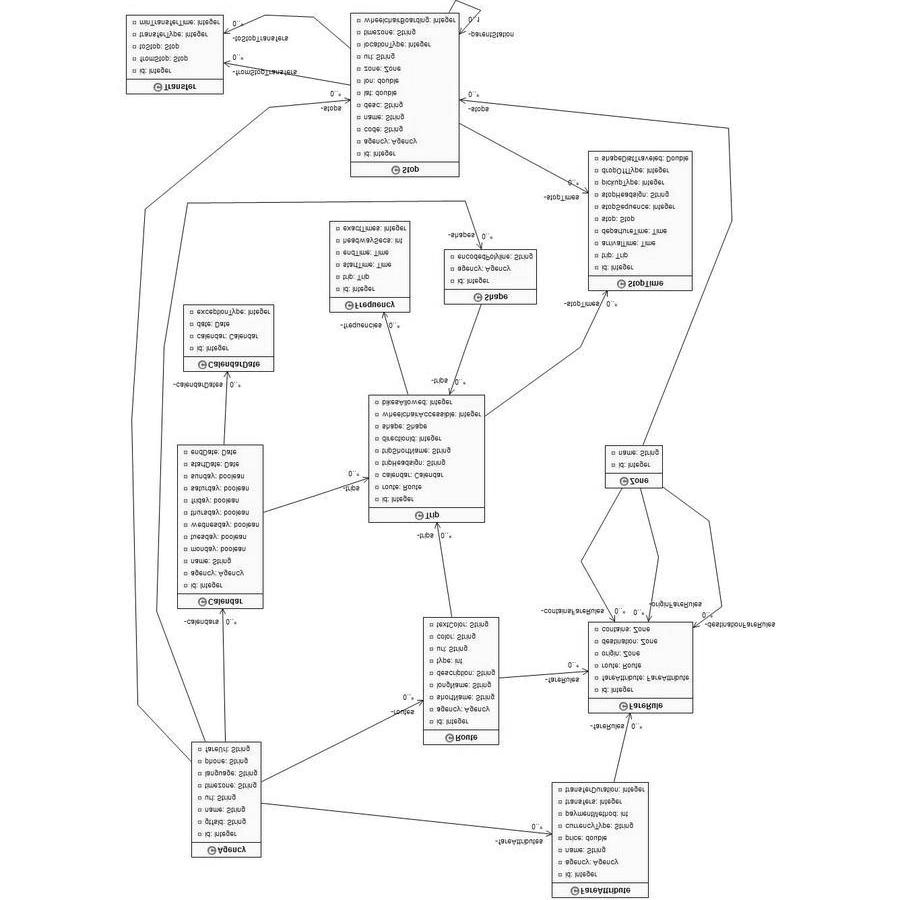 FareAttribute
id: Integer
agency: Agency
name: String
price: double
currencyType: String
paymentMethod: int
transfers: Integer
transferDuration: Integer
Agency
id: Integer
gtfsId: String
name: String
url: String
timezone: String
language: String
phone: String
fareUrl: String
-fareAttributes
0..*
Route
id: Integer
agency: Agency
shortName: String
longName: String
description: String
type: int
url: String
color: String
textColor: String
-routes
0..*
-fareRules 0..*
FareRule
id: Integer
fareAttribute: FareAttribute
route: Route
origin: Zone
destination: Zone
contains: Zone
-fareRules
0..*
-calendars 0..*
-destinationFareRules
0..*
-containsFareRules 0..*
0..*
-originFareRules
Calendar
id: Integer
agency: Agency
name: String
monday: boolean
tuesday: boolean
wednesday: boolean
thursday: boolean
friday: boolean
saturday: boolean
sunday: boolean
startDate: Date
endDate: Date
-trips 0..*
Trip
id: Integer
route: Route
calendar: Calendar
tripHeadsign: String
tripShortName: String
directionId: Integer
shape: Shape
wheelchairAccessible: Integer
bikesAllowed: Integer
-trips
0..*
Zone
id: Integer
name: String
-calendarDates 0..*
-trips 0..*
CalendarDate
id: Integer
calendar: Calendar
date: Date
exceptionType: Integer
-frequencies 0..*
Frequency
id: Integer
trip: Trip
startTime: Time
endTime: Time
headwaySecs: int
exactTimes: Integer
-stopTimes 0..*
Shape
id: Integer
agency: Agency
encodedPolyline: String
-shapes 0..*
StopTime
id: Integer
trip: Trip
arrivalTime: Time
departureTime: Time
stop: Stop
stopSequence: Integer
stopHeadsign: String
pickupType: Integer
dropOffType: Integer
shapeDistTraveled: Double
-stopTimes
0..*
Stop
id: Integer
agency: Agency
code: String
name: String
desc: String
lat: double
lon: double
zone: Zone
url: String
locationType: Integer
timezone: String
wheelchairBoarding: Integer
-stops
0..*
-stops
0..*
Transfer
id: Integer
fromStop: Stop
toStop: Stop
transferType: Integer
minTransferTime: Integer
-fromStopTransfers
0..*
-toStopTransfers
0..*
-parentStation
0..1